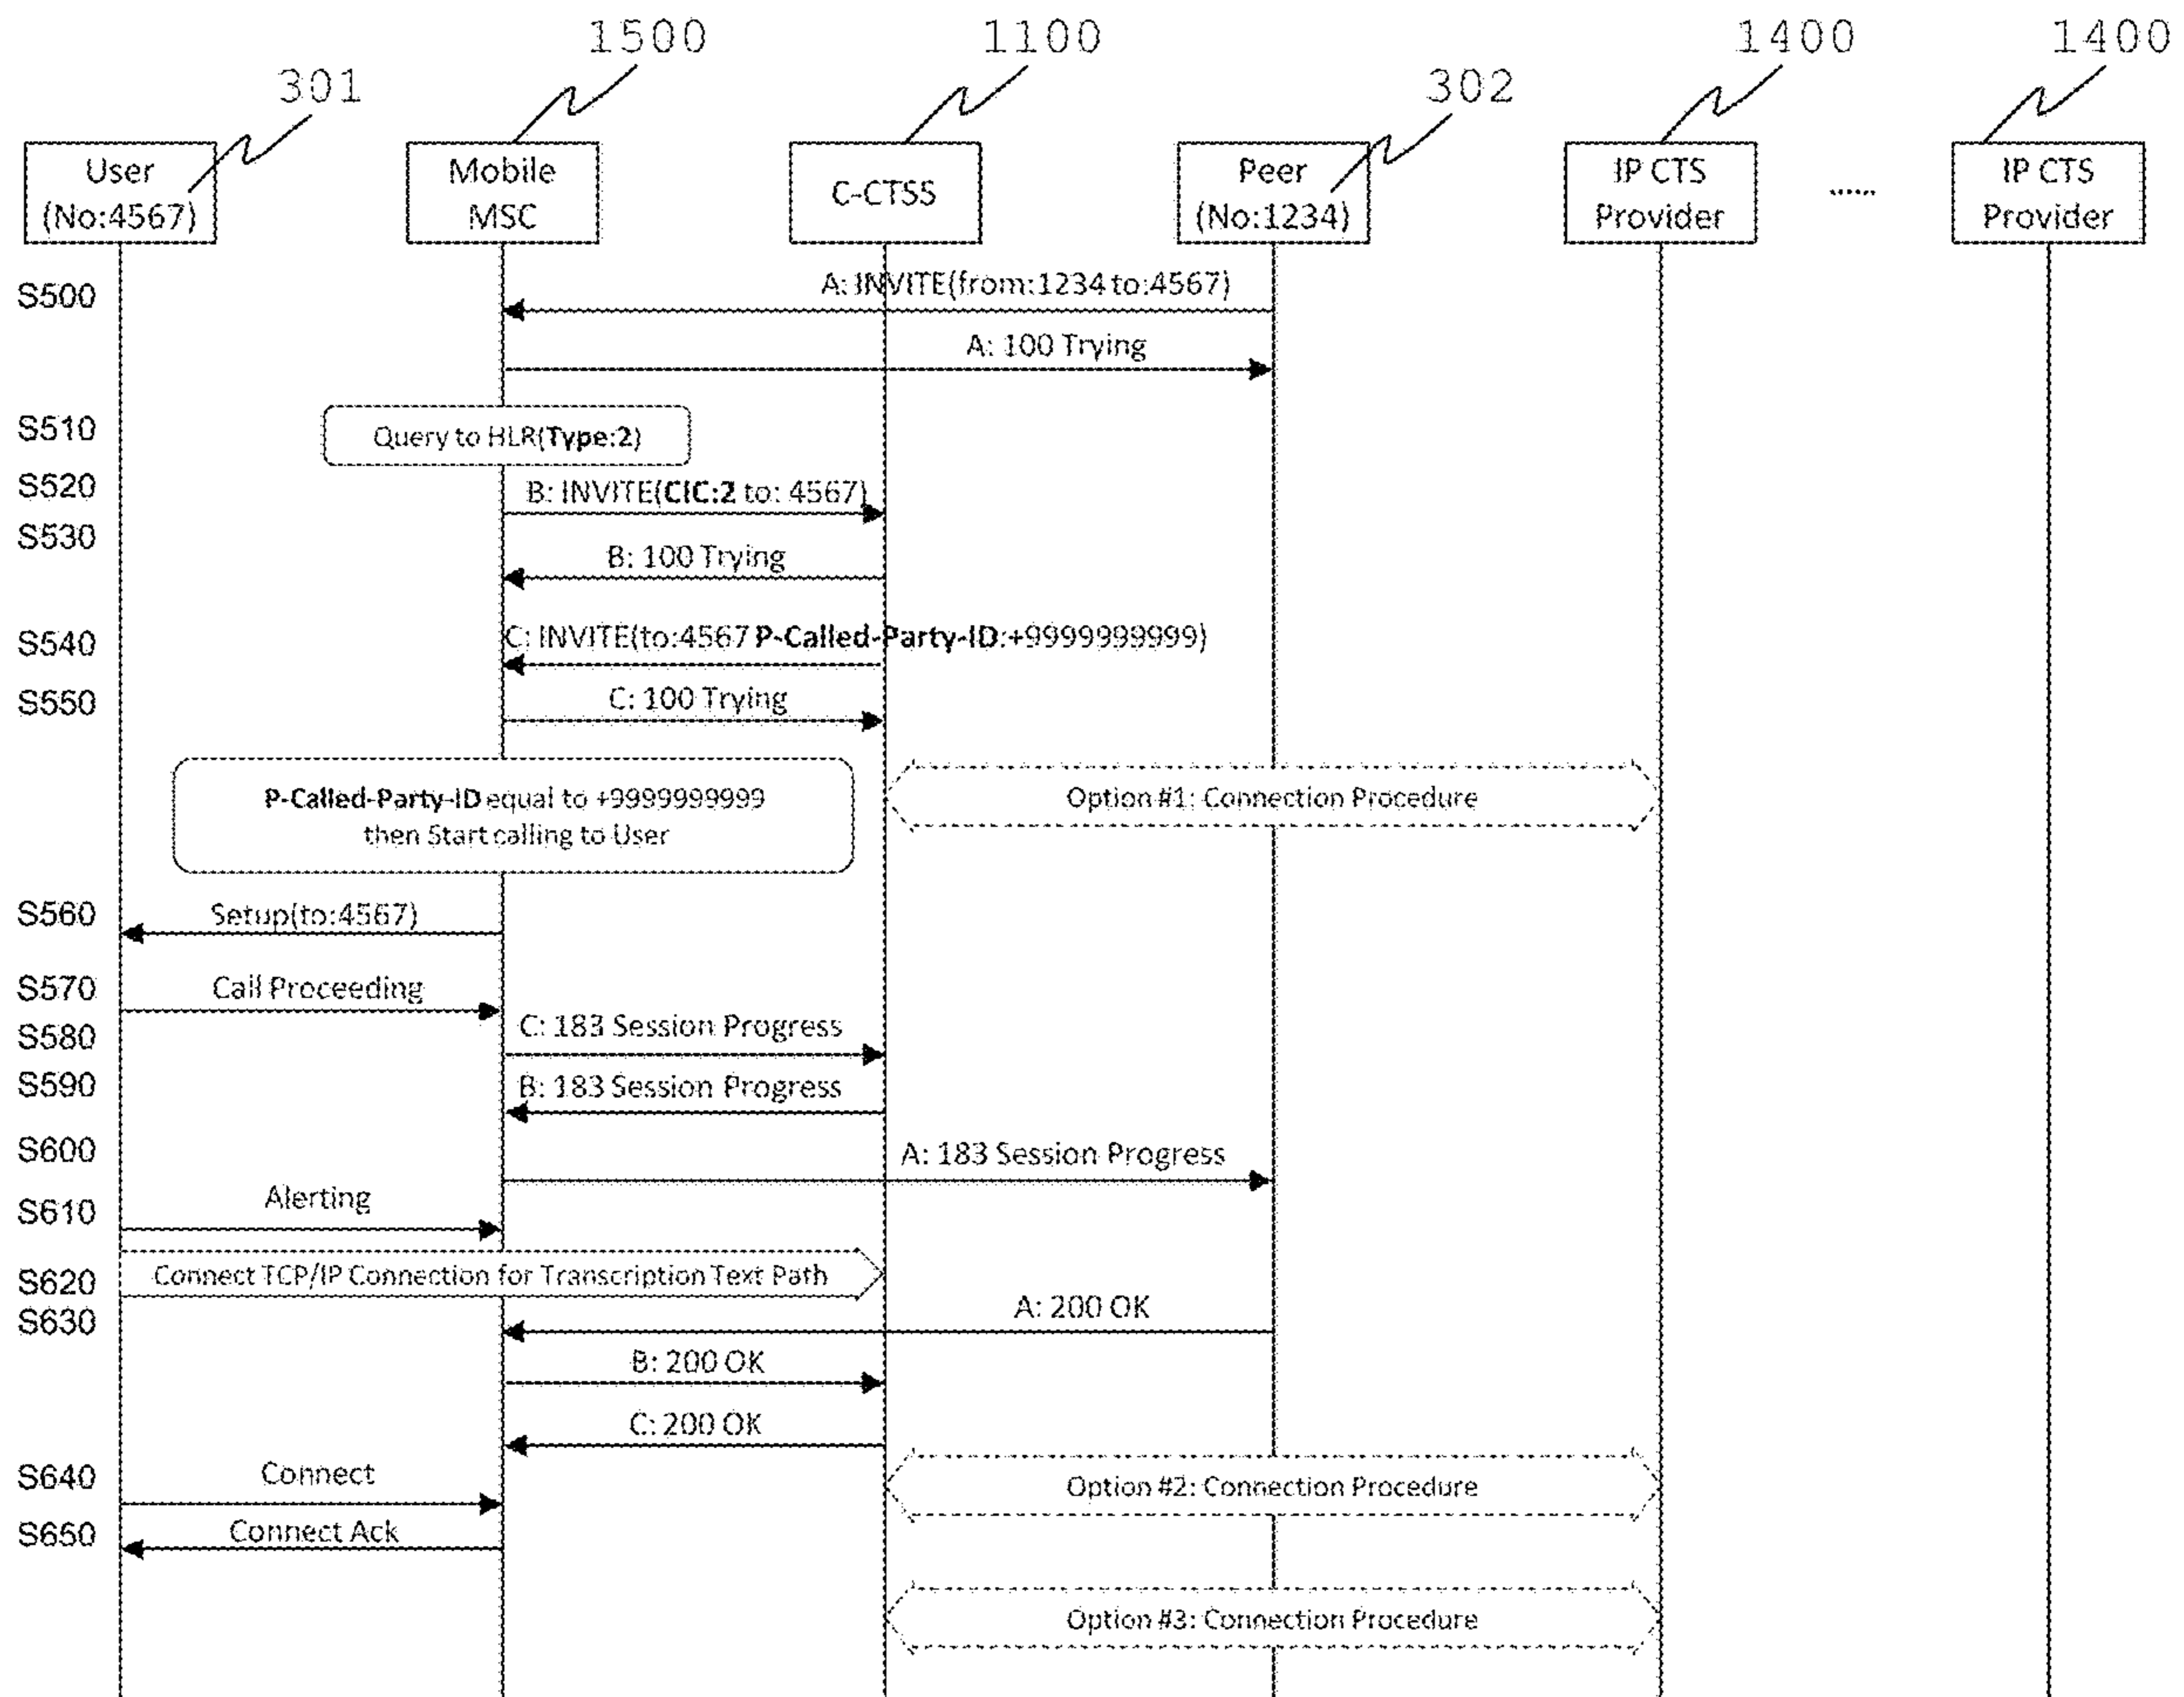 1500
1100
1400
1400
301
302
User
(No:4567)
Mobile
MSC
C-CTSS
Peer
(No:1234)
IP CTS
Provider
......
IP CTS
Provider
S500
A: INVITE(from:1234 to:4567)
A: 100 Trying
S510
Query to HLR(Type:2)
S520
B: INVITE(CIC:2 to: 4567)
S530
B: 100 Trying
S540
C: INVITE(to:4567 P-Called-Party-ID:+9999999999)
S550
C: 100 Trying
P-Called-Party-ID equal to +9999999999
then Start calling to User
Option #1: Connection Procedure
S560
Setup(to:4567)
S570
Call Proceeding
S580
C: 183 Session Progress
S590
B: 183 Session Progress
S600
A: 183 Session Progress
S610
Alerting
S620
Connect TCP/IP Connection for Transcription Text Path
S630
A: 200 OK
B: 200 OK
C: 200 OK
S640
Connect
Option #2: Connection Procedure
S650
Connect Ack
Option #3: Connection Procedure